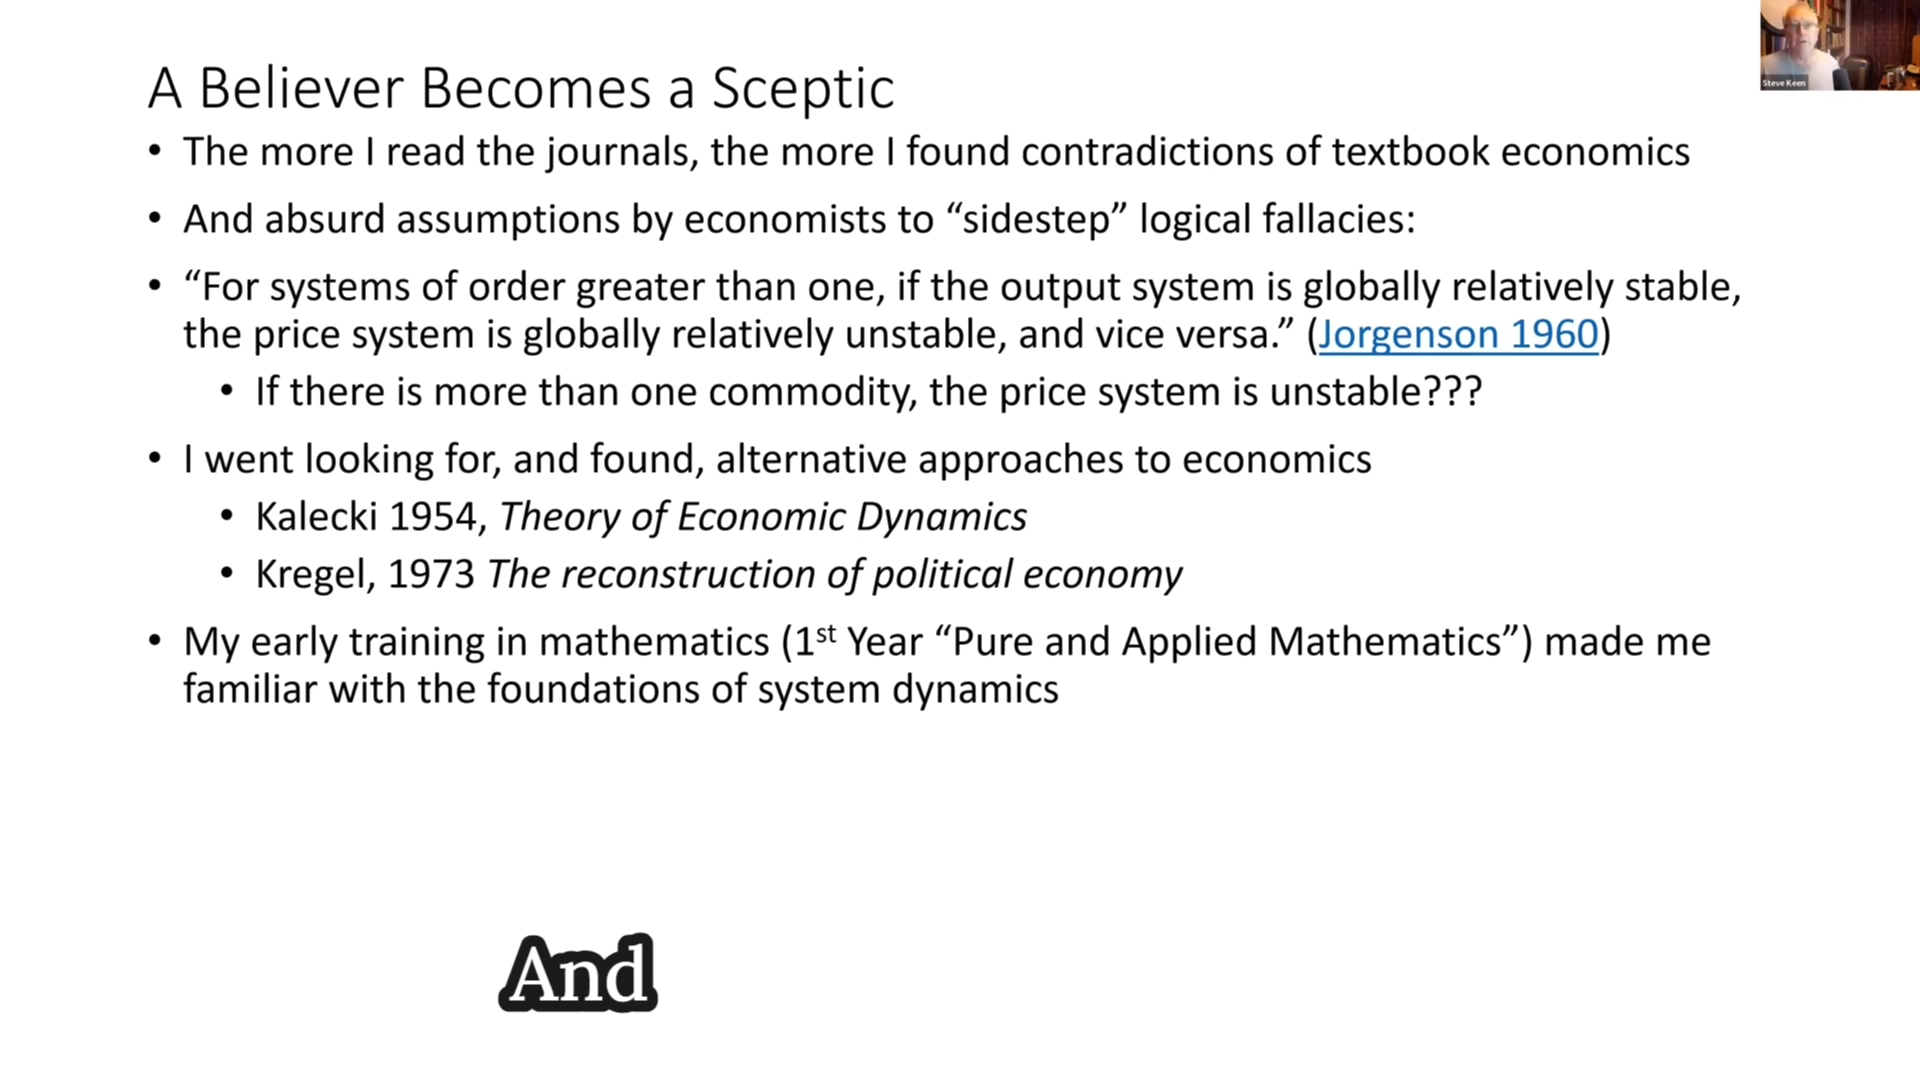 Steve Keen
A Believer Becomes a Sceptic
• The more I read the journals, the more I found contradictions of textbook economics
• And absurd assumptions by economists to “sidestep” logical fallacies:
• “For systems of order greater than one, if the output system is globally relatively stable,
the price system is globally relatively unstable, and vice versa.” (Jorgenson 1960)
• If there is more than one commodity, the price system is unstable???
• I went looking for, and found, alternative approaches to economics
• Kalecki 1954, Theory of Economic Dynamics
• Kregel, 1973 The reconstruction of political economy
• My early training in mathematics (1st Year “Pure and Applied Mathematics”) made me
familiar with the foundations of system dynamics
And